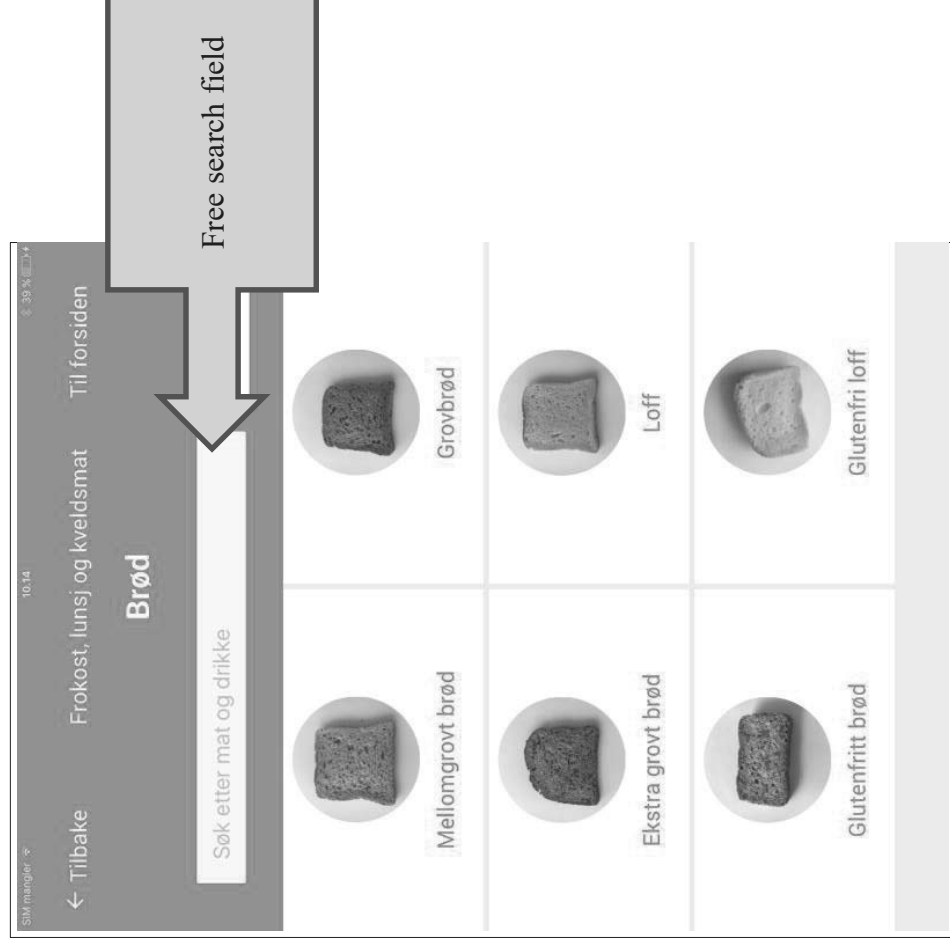 SIM mangler 10.14 39 %
← Tilbake Frokost, lunsj og kveldsmat Til forsiden
Brød
Søk etter mat og drikke
Free search field
Mellomgrovt brød Grovbrød
Ekstra grovt brød Loff
Glutenfritt brød Glutenfri loff